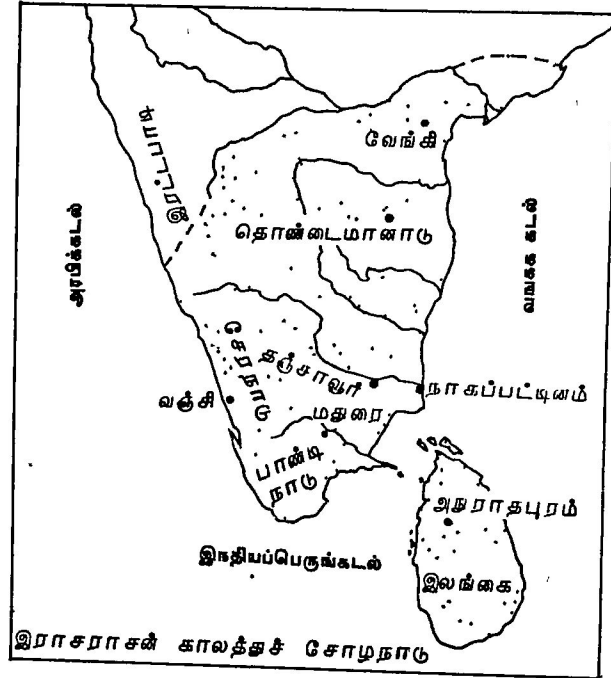 வேங்கி
இரட்டபாடி
தொண்டைமானாடு
அரபிக்கடல்
வங்கக கடல்
சேரநாடு
தஞ்சாவூர்
நாகப்பட்டினம்
வஞ்சி
மதுரை
பாண்டி
நாடு
அநுராதபுரம்
இநதியப்பெருங்கடல்
இலங்கை
இராசராசன் காலத்துச் சோழநாடு